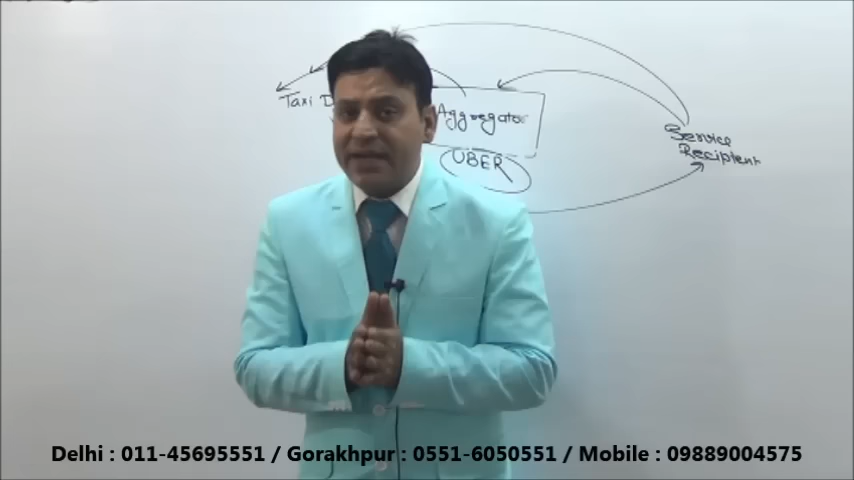 Taxi D
Aggregator
UBER
Service
Recipient
Delhi : 011-45695551 / Gorakhpur : 0551-6050551 / Mobile : 09889004575